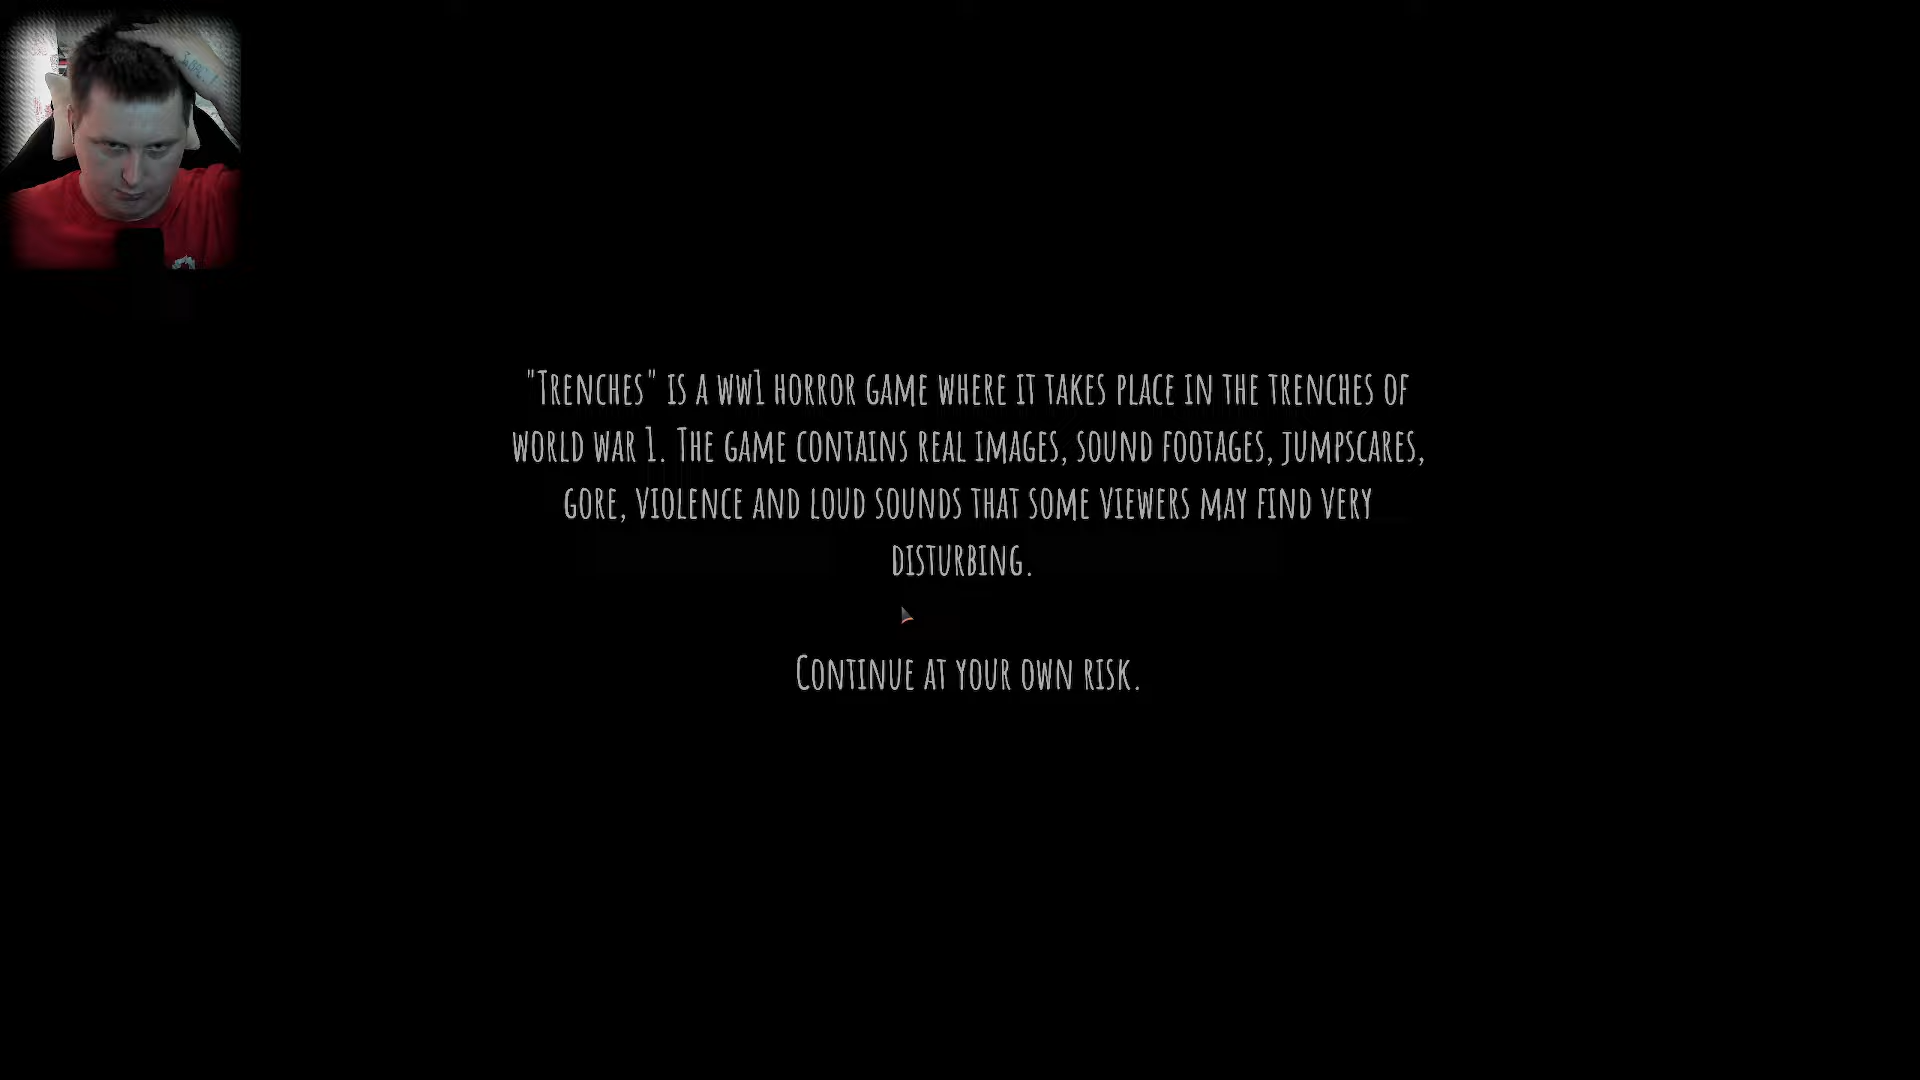 "Trenches" is a ww1 horror game where it takes place in the trenches of
world war 1. The game contains real images, sound footages, jumpscares,
gore, violence and loud sounds that some viewers may find very
disturbing.
Continue at your own risk.